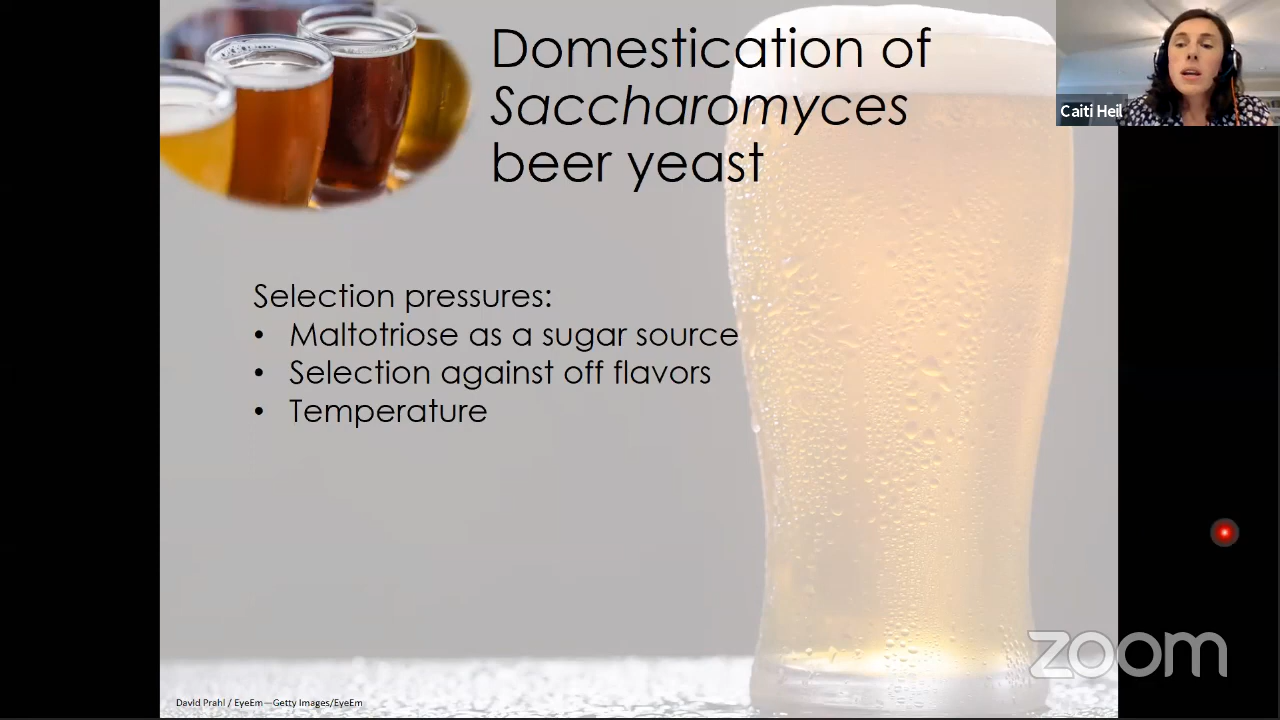 Domestication of
Saccharomyces
beer yeast
Caiti Heil
Selection pressures:
• Maltotriose as a sugar source
• Selection against off flavors
• Temperature
zoom
David Prahl / EyeEm—Getty Images/EyeEm